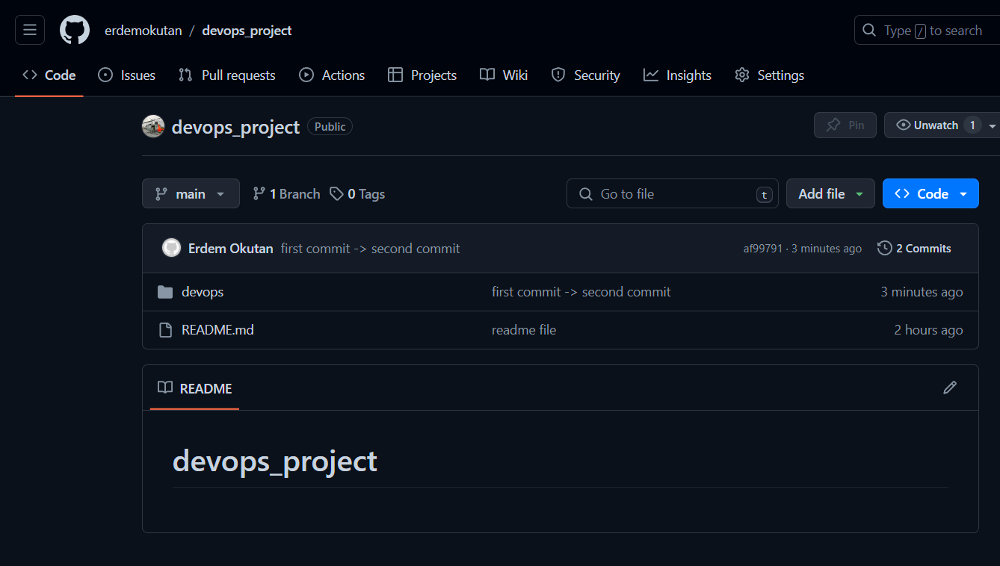 erdemokutan / devops_project
Type / to search
Code Issues Pull requests Actions Projects Wiki Security Insights Settings
devops_project Public
Pin Unwatch 1
main 1 Branch 0 Tags
Go to file t Add file Code
Erdem Okutan first commit -> second commit af99791 · 3 minutes ago 2 Commits
devops first commit -> second commit 3 minutes ago
README.md readme file 2 hours ago
README
devops_project